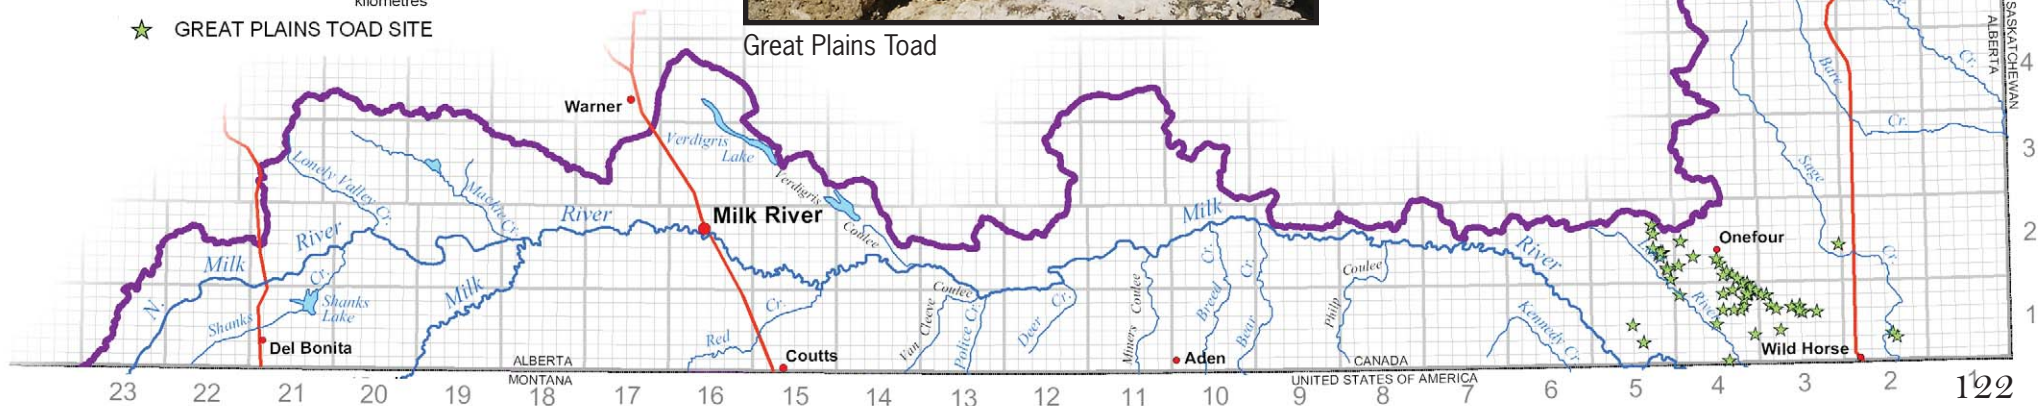 kilometres
GREAT PLAINS TOAD SITE
Great Plains Toad
SASKATCHEWAN
ALBERTA
Cr.
4
Bare
Warner
Cr.
Verdigris
Lake
3
Lonely Valley Cr.
Mackie Cr.
Verdigris
Coulee
Sage
River
Milk River
Milk
2
River
Onefour
River
Cr.
Milk
Cr.
Coulee
Cr.
Cr.
N.
Milk
Shanks
Lake
Coulee
Cr.
Miners Coulee
Breed
Bear
Philp
River
Kennedy Cr.
1
Shanks
Cr.
Red
Van Cleeve
Police Cr.
Deer
Del Bonita
Coutts
Aden
Wild Horse
ALBERTA
CANADA
MONTANA
UNITED STATES OF AMERICA
23 22 21 20 19 18 17 16 15 14 13 12 11 10 9 8 7 6 5 4 3 2 1
122